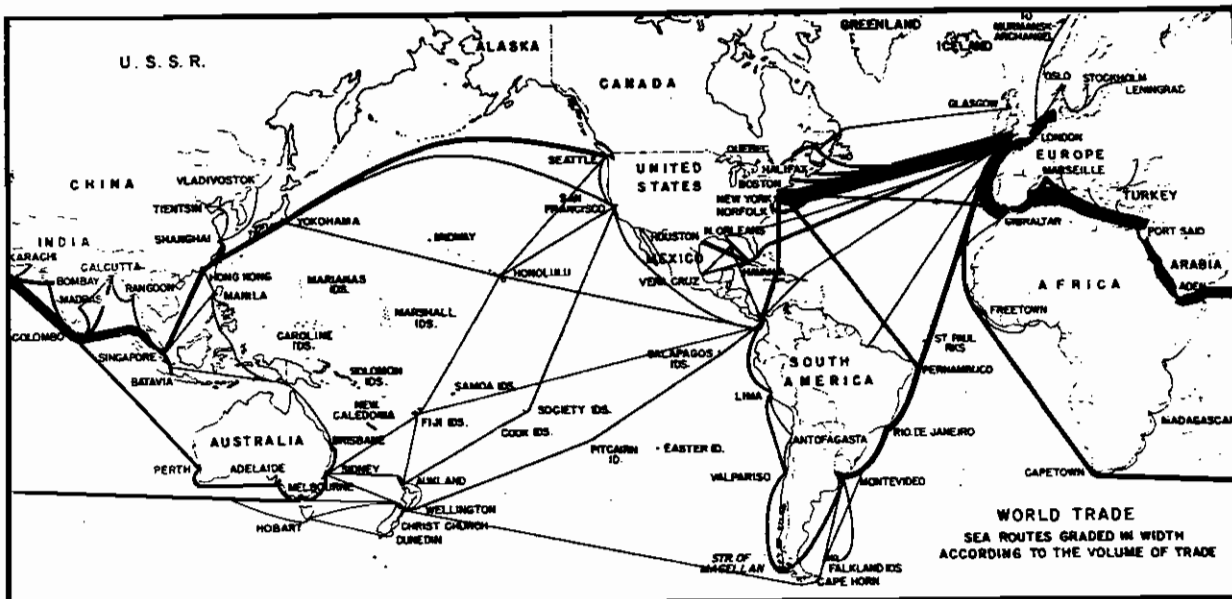 U.S.S.R.
ALASKA
GREENLAND
ICELAND
TO
MURMANSK-
ARCHANGEL
CANADA
OSLO
STOCKHOLM
LENINGRAD
GLASGOW
LONDON
EUROPE
MARSEILLE
TURKEY
GIBRALTAR
PORT SAID
ARABIA
ADEN
CHINA
VLADIVOSTOK
TIENTSIN
YOKOHAMA
SHANGHAI
SEATTLE
UNITED
STATES
SAN
FRANCISCO
QUEBEC
HALIFAX
BOSTON
NEW YORK
NORFOLK
HOUSTON
N. ORLEANS
MEXICO
HAVANA
VERA CRUZ
INDIA
KARACHI
CALCUTTA
BOMBAY
RANGOON
MADRAS
HONG KONG
MANILA
COLOMBO
SINGAPORE
BATAVIA
MIDWAY
HONOLULU
MARIANAS
IDS.
MARSHALL
IDS.
CAROLINE
IDS.
SOLOMON
IDS.
SAMOA IDS.
NEW
CALEDONIA
FIJI IDS.
SOCIETY IDS.
COOK IDS.
PITCAIRN
ID.
EASTER ID.
GALAPAGOS
IDS.
SOUTH
AMERICA
AFRICA
FREETOWN
ST PAUL
RKS
PERNAMBUCO
LIMA
ANTOFAGASTA
RIO. DE JANEIRO
VALPARISO
MONTEVIDEO
MADAGASCAR
CAPETOWN
AUSTRALIA
BRISBANE
PERTH
ADELAIDE
SIDNEY
MELBOURNE
AUKLAND
WELLINGTON
HOBART
CHRIST CHURCH
DUNEDIN
STR. OF
MAGELLAN
FALKLAND IDS
CAPE HORN
WORLD TRADE
SEA ROUTES GRADED IN WIDTH
ACCORDING TO THE VOLUME OF TRADE